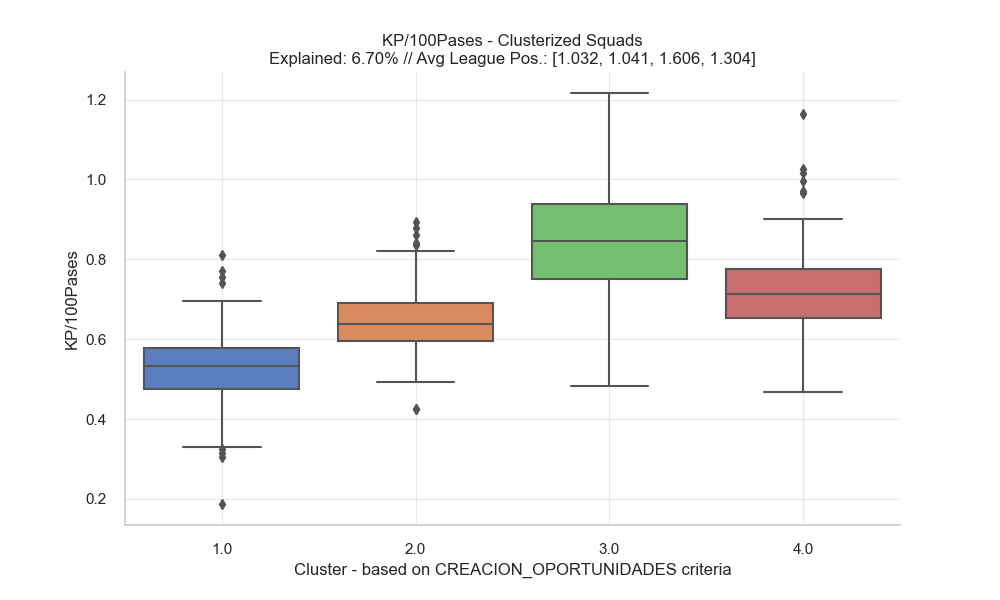 KP/100Pases - Clusterized Squads
Explained: 6.70% // Avg League Pos.: [1.032, 1.041, 1.606, 1.304]
KP/100Pases
1.2
1.0
0.8
0.6
0.4
0.2
1.0 2.0 3.0 4.0
Cluster - based on CREACION_OPORTUNIDADES criteria